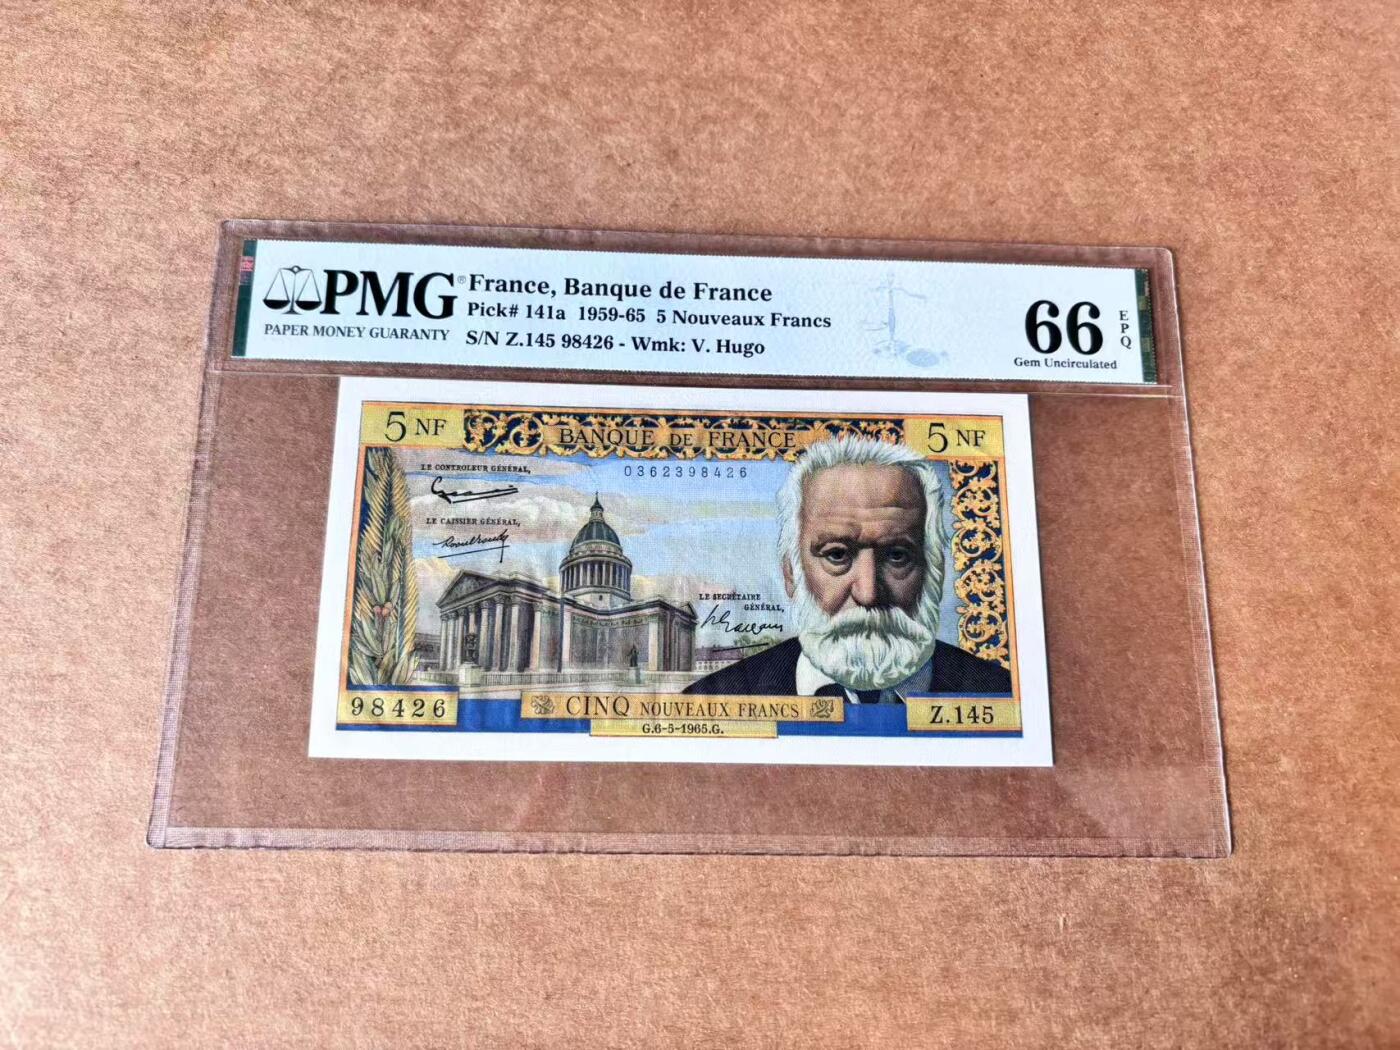 PMG®
PAPER MONEY GUARANTY
France, Banque de France
Pick# 141a 1959-65 5 Nouveaux Francs
S/N Z.145 98426 - Wmk: V. Hugo
66
EPQ
Gem Uncirculated
5 NF
BANQUE DE FRANCE
5 NF
LE CONTROLEUR GÉNÉRAL,
0362398426
LE CAISSIER GÉNÉRAL,
LE SECRÉTAIRE
GÉNÉRAL,
98426
CINQ NOUVEAUX FRANCS
Z.145
G.6-5-1965.G.